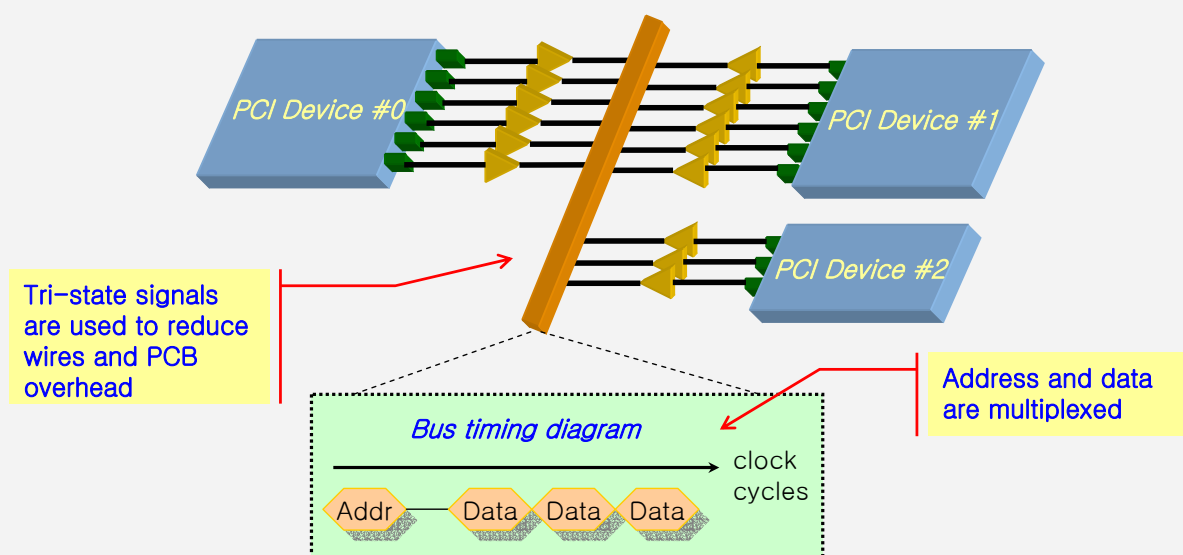 PCI Device #0
PCI Device #1
PCI Device #2
Tri-state signals
are used to reduce
wires and PCB
overhead
Address and data
are multiplexed
Bus timing diagram
clock
cycles
Addr
Data
Data
Data